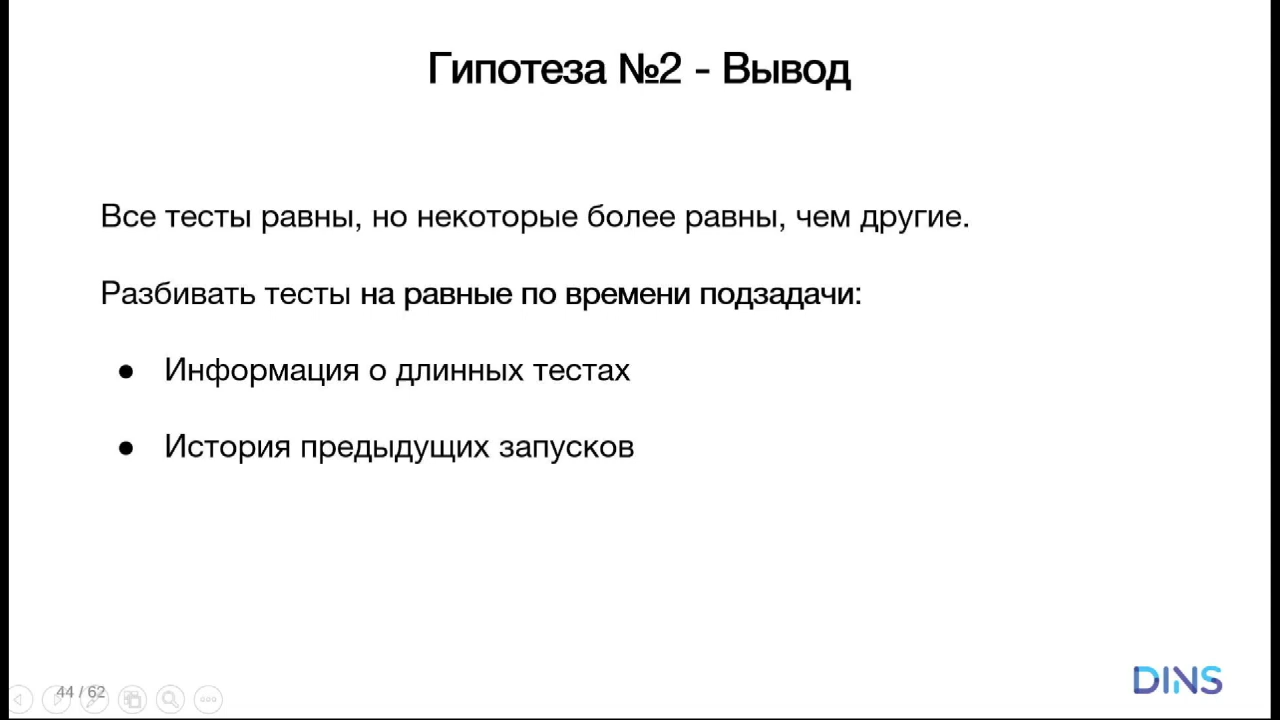 Гипотеза №2 - Вывод
Все тесты равны, но некоторые более равны, чем другие.
Разбивать тесты на равные по времени подзадачи:
● Информация о длинных тестах
● История предыдущих запусков
44 / 62
DINS